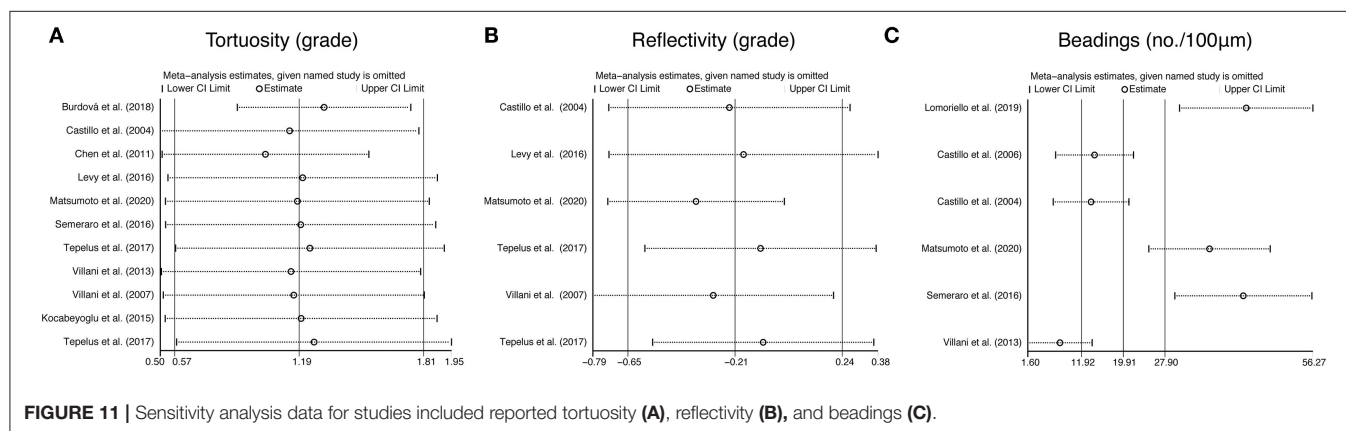 A
Tortuosity (grade)
Meta−analysis estimates, given named study is omitted
Lower CI Limit Estimate Upper CI Limit
Burdová et al. (2018)
Castillo et al. (2004)
Chen et al. (2011)
Levy et al. (2016)
Matsumoto et al. (2020)
Semeraro et al. (2016)
Tepelus et al. (2017)
Villani et al. (2013)
Villani et al. (2007)
Kocabeyoglu et al. (2015)
Tepelus et al. (2017)
0.50 0.57 1.19 1.81 1.95
B
Reflectivity (grade)
Meta−analysis estimates, given named study is omitted
Lower CI Limit Estimate Upper CI Limit
Castillo et al. (2004)
Levy et al. (2016)
Matsumoto et al. (2020)
Tepelus et al. (2017)
Villani et al. (2007)
Tepelus et al. (2017)
−0.79 −0.65 −0.21 0.24 0.38
C
Beadings (no./100μm)
Meta−analysis estimates, given named study is omitted
Lower CI Limit Estimate Upper CI Limit
Lomoriello et al. (2019)
Castillo et al. (2006)
Castillo et al. (2004)
Matsumoto et al. (2020)
Semeraro et al. (2016)
Villani et al. (2013)
1.60 11.92 19.91 27.90 56.27
FIGURE 11 | Sensitivity analysis data for studies included reported tortuosity (A), reflectivity (B), and beadings (C).